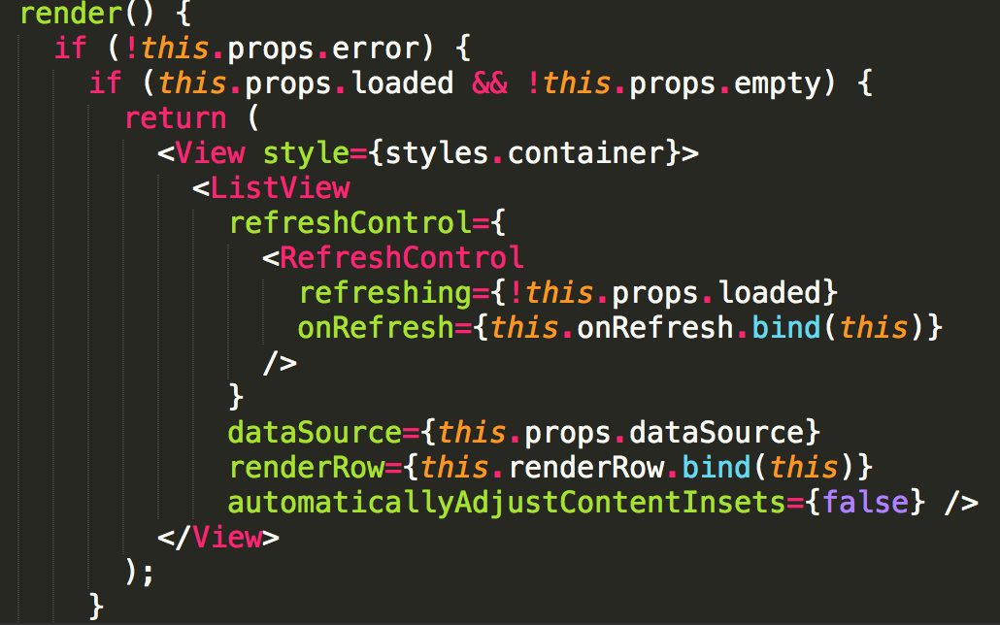 render() {
if (!this.props.error) {
if (this.props.loaded && !this.props.empty) {
return (
<View style={styles.container}>
<ListView
refreshControl={
<RefreshControl
refreshing={!this.props.loaded}
onRefresh={this.onRefresh.bind(this)}
/>
}
dataSource={this.props.dataSource}
renderRow={this.renderRow.bind(this)}
automaticallyAdjustContentInsets={false} />
</View>
);
}